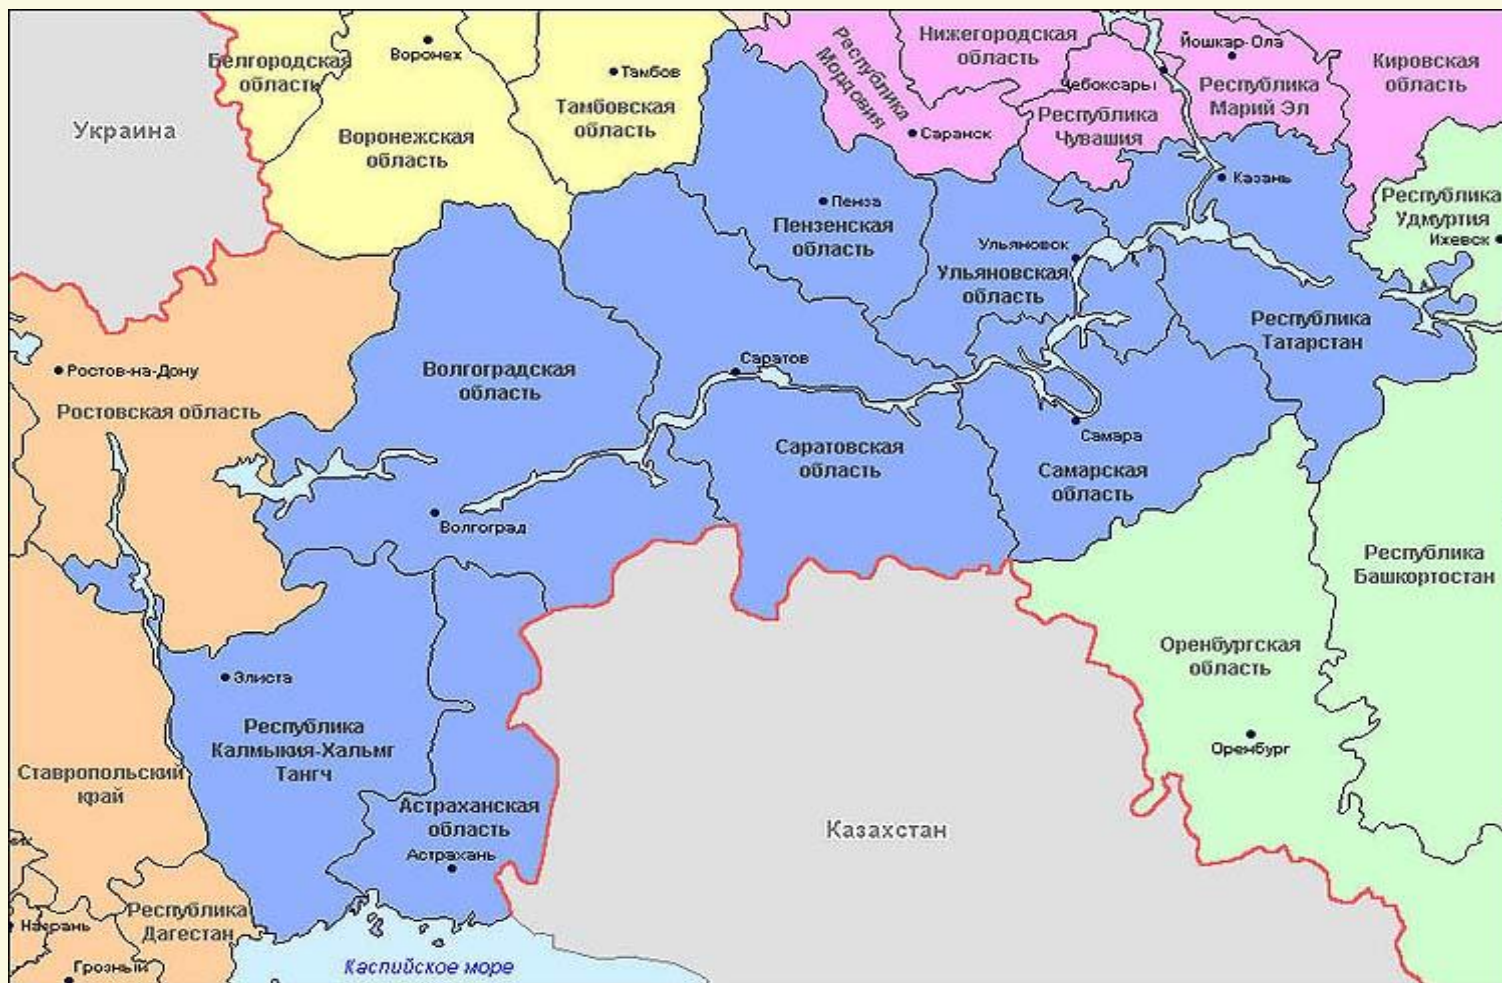 Белгородская
область
Воронех
Воронежская
область
Тамбов
Тамбовская
область
Республика
Мордовия
Саранск
Нижегородская
область
Чебоксары
Республика
Чувашия
Йошкар-Ола
Республика
Марий Эл
Кировская
область
Украина
Казань
Республика
Удмуртия
Ихевск
Пенза
Пензенская
область
Ульяновск
Ульяновская
область
Республика
Татарстан
Ростов-на-Дону
Ростовская область
Волгоградская
область
Саратов
Саратовская
область
Самара
Самарская
область
Волгоград
Республика
Башкортостан
Оренбургская
область
Оренбург
Элиста
Республика
Калмыкия-Хальмг
Тангч
Ставропольский
край
Астраханская
область
Астрахань
Казахстан
Республика
Дагестан
Назрань
Грозный
Каспийское море